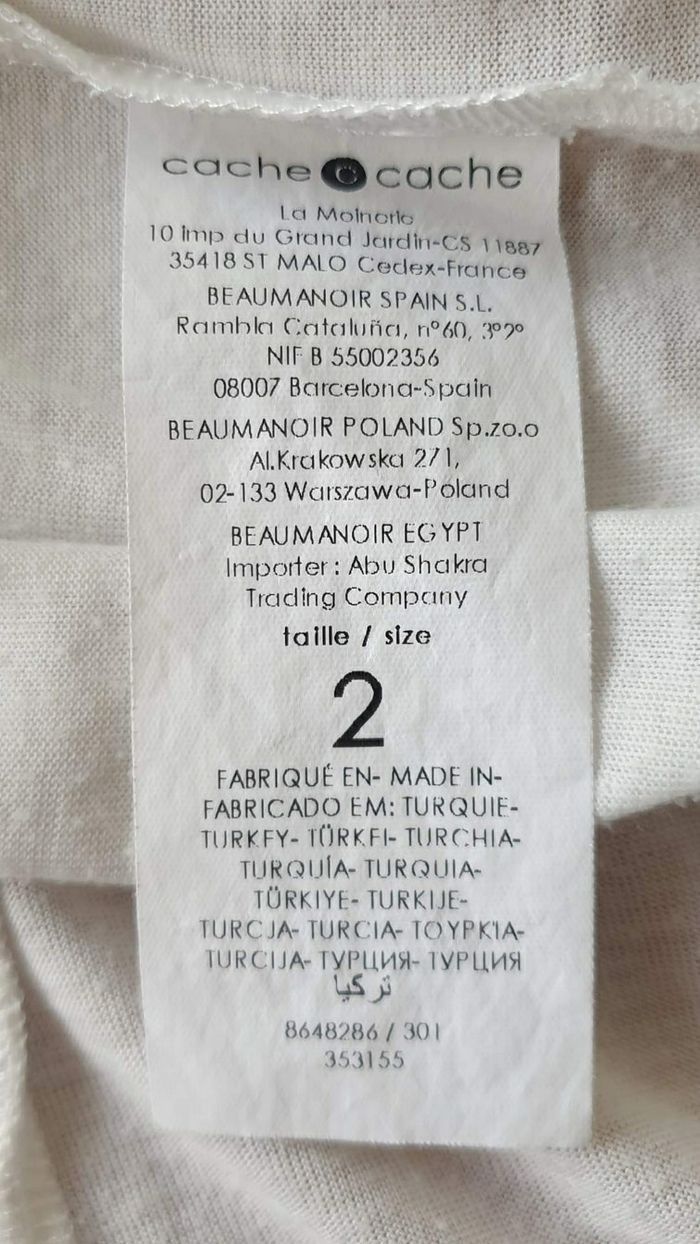 cache c cache
La Moinerie
10 Imp du Grand Jardin-CS 11887
35418 ST MALO Cedex-France
BEAUMANOIR SPAIN S.L.
Rambla Cataluña, nº60, 3º2º
NIF B 55002356
08007 Barcelona-Spain
BEAUMANOIR POLAND Sp.zo.o
Al.Krakowska 271,
02-133 Warszawa-Poland
BEAUMANOIR EGYPT
Importer : Abu Shakra
Trading Company
taille / size
2
FABRIQUÉ EN- MADE IN-
FABRICADO EM: TURQUIE-
TURKEY- TÜRKEI- TURCHIA-
TURQUÍA- TURQUIA-
TÜRKIYE- TURKIJE-
TURCJA- TURCIA- ΤΟΥΡΚΊΑ-
TURCIJA- ТУРЦИЯ- ТУРЦИЯ
تركيا
8648286 / 301
353155